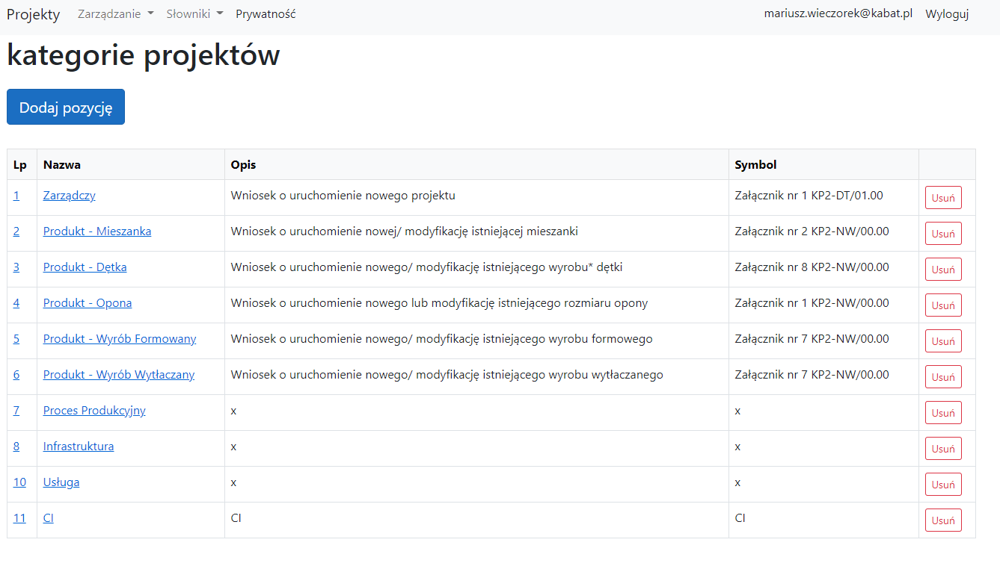 Projekty Zarządzanie Słowniki Prywatność mariusz.wieczorek@kabat.pl Wyloguj
kategorie projektów
Dodaj pozycję
Lp Nazwa Opis Symbol
1 Zarządczy Wniosek o uruchomienie nowego projektu Załącznik nr 1 KP2-DT/01.00 Usuń
2 Produkt - Mieszanka Wniosek o uruchomienie nowej/ modyfikację istniejącej mieszanki Załącznik nr 2 KP2-NW/00.00 Usuń
3 Produkt - Dętka Wniosek o uruchomienie nowego/ modyfikację istniejącego wyrobu* dętki Załącznik nr 8 KP2-NW/00.00 Usuń
4 Produkt - Opona Wniosek o uruchomienie nowego lub modyfikację istniejącego rozmiaru opony Załącznik nr 1 KP2-NW/00.00 Usuń
5 Produkt - Wyrób Formowany Wniosek o uruchomienie nowego/ modyfikację istniejącego wyrobu formowego Załącznik nr 7 KP2-NW/00.00 Usuń
6 Produkt - Wyrób Wytłaczany Wniosek o uruchomienie nowego/ modyfikację istniejącego wyrobu wytłaczanego Załącznik nr 7 KP2-NW/00.00 Usuń
7 Proces Produkcyjny x x Usuń
8 Infrastruktura x x Usuń
10 Usługa x x Usuń
11 CI CI CI Usuń